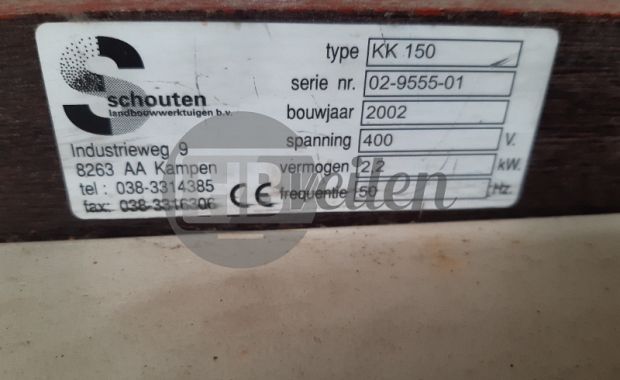 schouten
landbouwwerktuigen b.v.
Industrieweg 9
8263 AA Kampen
tel : 038-3314385
fax: 038-3316306
CE
type KK 150
serie nr. 02-9555-01
bouwjaar 2002
spanning 400 V.
vermogen 2,2 kW.
frequentie 50 Hz.